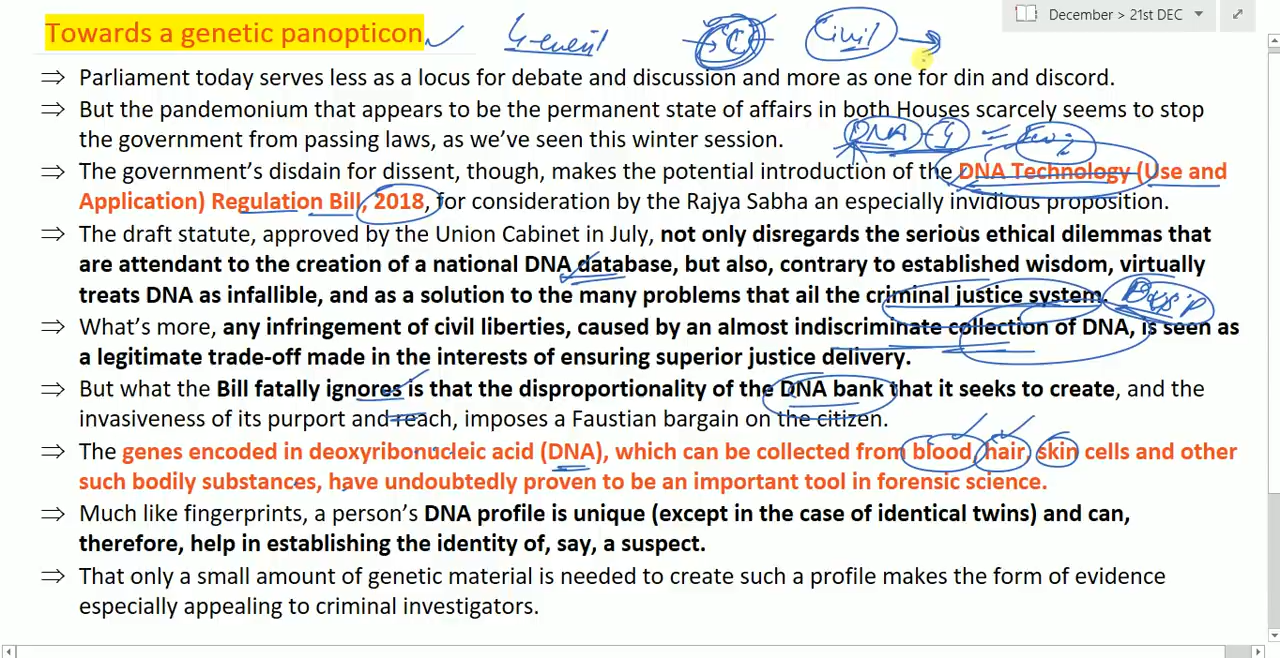 December > 21st DEC
Towards a genetic panopticon
C Civil
⇒ Parliament today serves less as a locus for debate and discussion and more as one for din and discord.
⇒ But the pandemonium that appears to be the permanent state of affairs in both Houses scarcely seems to stop
the government from passing laws, as we've seen this winter session.
DNA
⇒ The government's disdain for dissent, though, makes the potential introduction of the DNA Technology (Use and
Application) Regulation Bill, 2018, for consideration by the Rajya Sabha an especially invidious proposition.
⇒ The draft statute, approved by the Union Cabinet in July, not only disregards the serious ethical dilemmas that
are attendant to the creation of a national DNA database, but also, contrary to established wisdom, virtually
treats DNA as infallible, and as a solution to the many problems that ail the criminal justice system.
⇒ What's more, any infringement of civil liberties, caused by an almost indiscriminate collection of DNA, is seen as
a legitimate trade-off made in the interests of ensuring superior justice delivery.
⇒ But what the Bill fatally ignores is that the disproportionality of the DNA bank that it seeks to create, and the
invasiveness of its purport and reach, imposes a Faustian bargain on the citizen.
⇒ The genes encoded in deoxyribonucleic acid (DNA), which can be collected from blood, hair, skin cells and other
such bodily substances, have undoubtedly proven to be an important tool in forensic science.
⇒ Much like fingerprints, a person's DNA profile is unique (except in the case of identical twins) and can,
therefore, help in establishing the identity of, say, a suspect.
⇒ That only a small amount of genetic material is needed to create such a profile makes the form of evidence
especially appealing to criminal investigators.